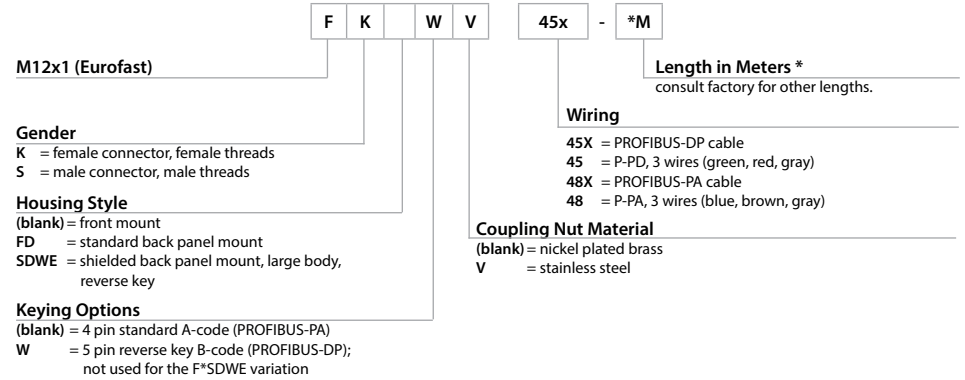 F K W V 45x - *M
M12x1 (Eurofast)
Length in Meters *
consult factory for other lengths.
Wiring
45X = PROFIBUS-DP cable
45 = P-PD, 3 wires (green, red, gray)
48X = PROFIBUS-PA cable
48 = P-PA, 3 wires (blue, brown, gray)
Gender
K = female connector, female threads
S = male connector, male threads
Housing Style
(blank) = front mount
FD = standard back panel mount
SDWE = shielded back panel mount, large body,
reverse key
Coupling Nut Material
(blank) = nickel plated brass
V = stainless steel
Keying Options
(blank) = 4 pin standard A-code (PROFIBUS-PA)
W = 5 pin reverse key B-code (PROFIBUS-DP);
not used for the F*SDWE variation